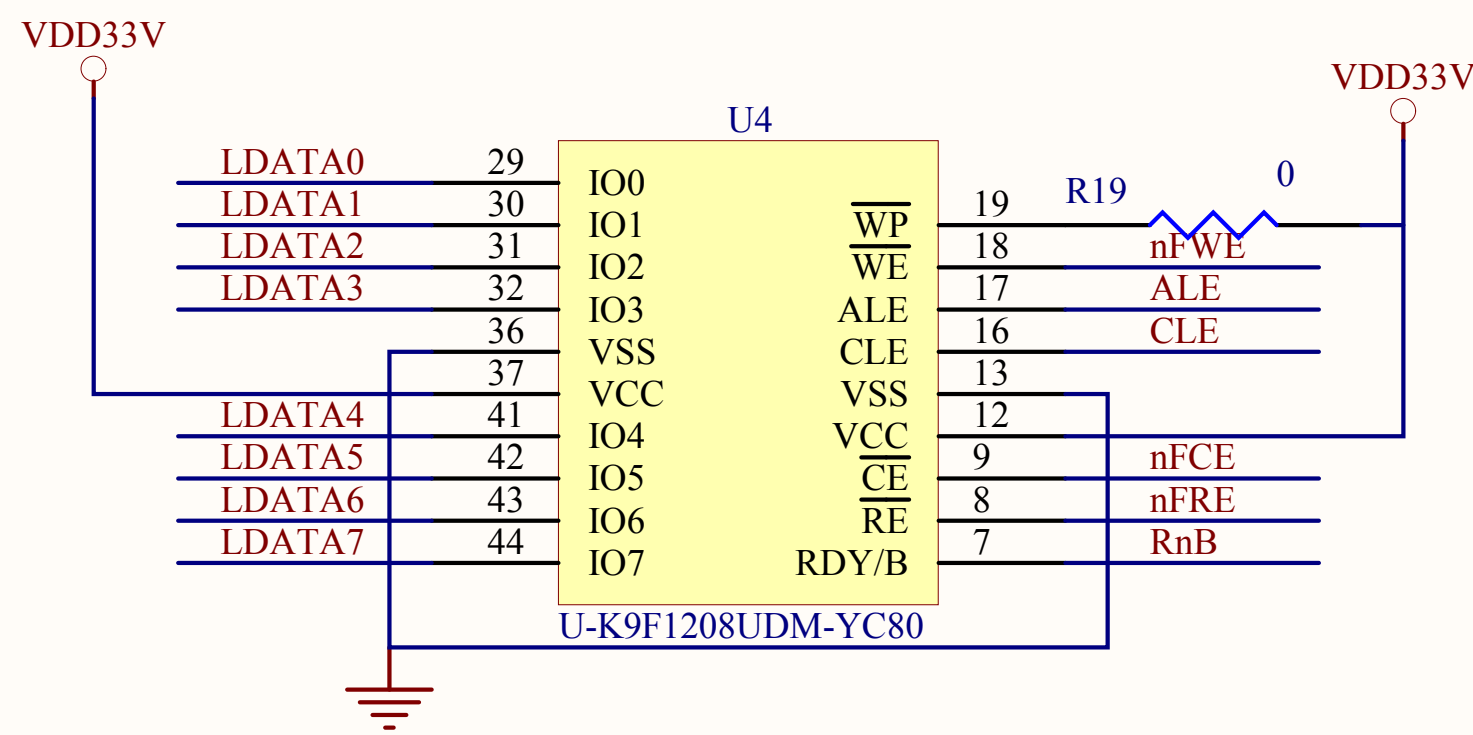 VDD33V
VDD33V
U4
LDATA0 29 IO0
LDATA1 30 IO1
LDATA2 31 IO2
LDATA3 32 IO3
36 VSS
37 VCC
LDATA4 41 IO4
LDATA5 42 IO5
LDATA6 43 IO6
LDATA7 44 IO7
WP 19 R19 0
WE 18 nFWE
ALE 17 ALE
CLE 16 CLE
VSS 13
VCC 12
CE 9 nFCE
RE 8 nFRE
RDY/B 7 RnB
U-K9F1208UDM-YC80